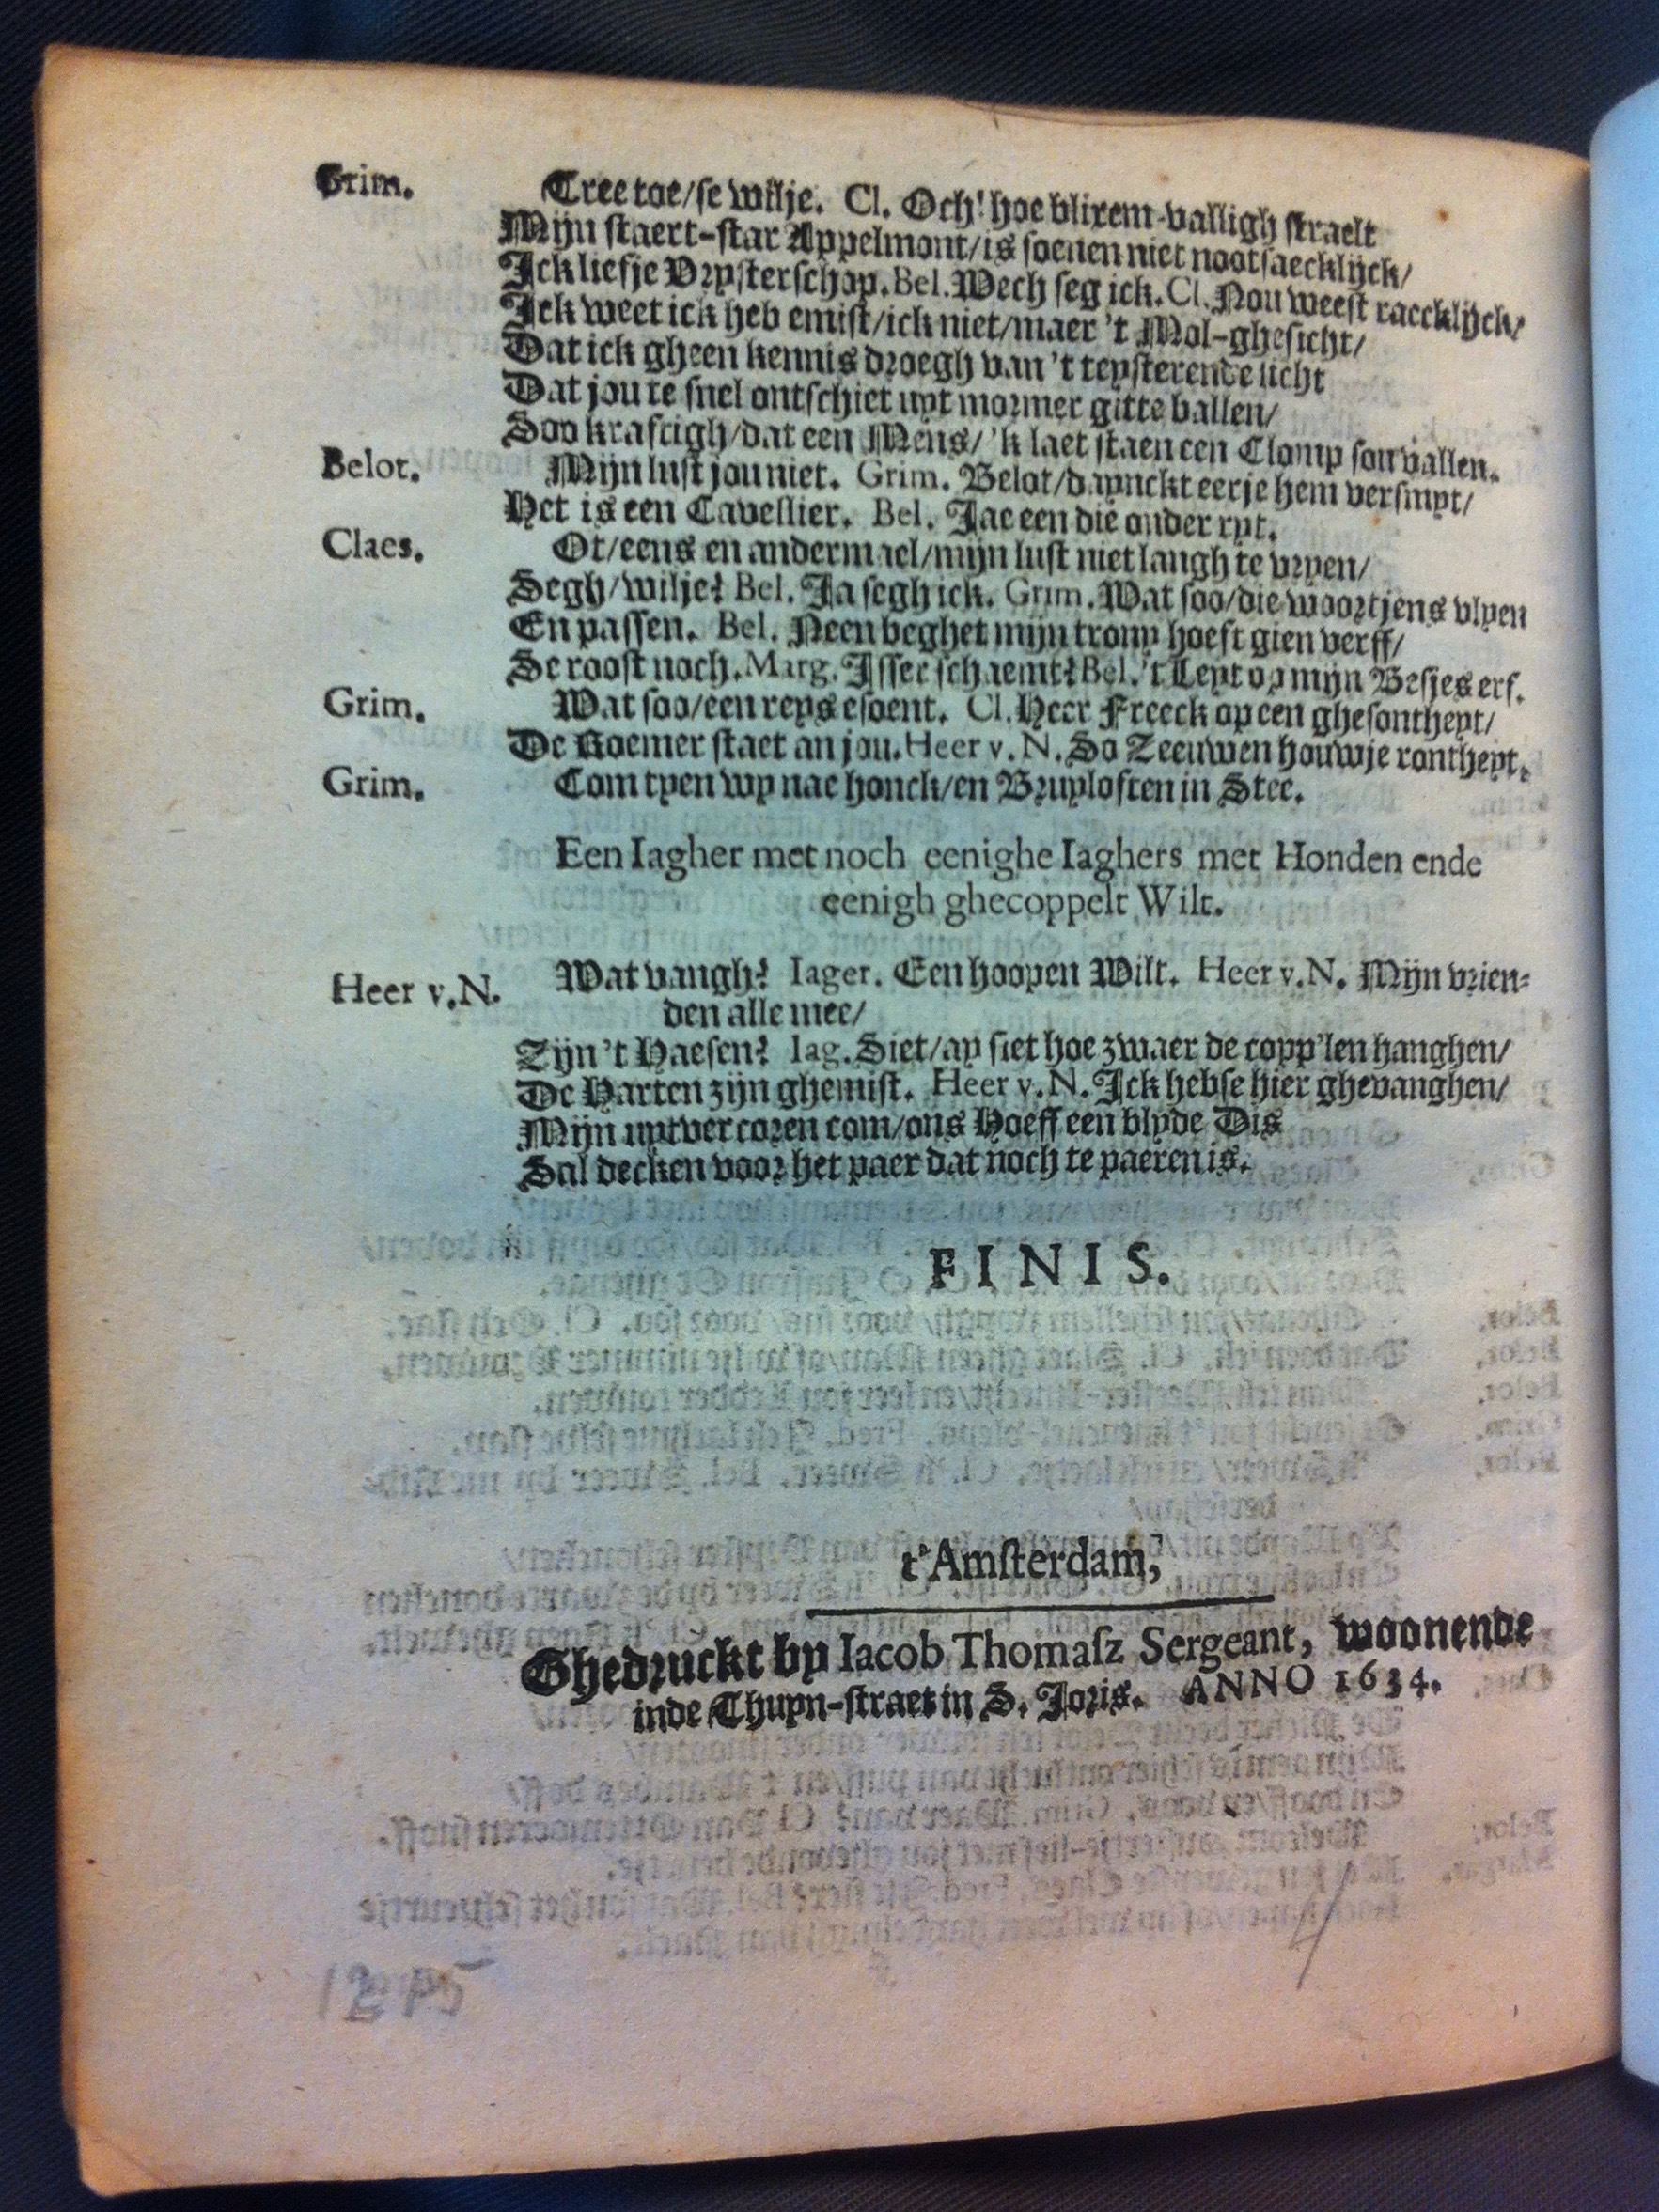 Grim. Tree toe/se wilje. Cl. Och! hoe blixem-valligh straelt
Mijn staert-star Appelmont/is soenen niet nootsaecklijck/
Ick liefje Vrysterschap. Bel. Wech seg ick. Cl. Nou weest raecklijck/
Ick weet ick heb emist/ick niet/maer 't Mol-ghesicht/
Dat ick gheen kennis droegh van 't teysterende licht
Dat jou te snel ontschiet uyt mormer gitte ballen/
Soo kraftigh/dat een Mens/'k laet staen een Clomp sou vallen.
Belot. Mijn lust jou niet. Grim. Belot/daynckt eer je hem versmyt/
Het is een Cavellier. Bel. Jae een die onder ryt.
Claes. Ot/eens en andermael/mijn lust niet langh te vryen/
Segh/wilje? Bel. Ja segh ick. Grim. Wat soo/die woortjens vlyen
En passen. Bel. Neen beghet mijn trony hoeft gien verff/
Se roost noch. Marg. Isser schaemt? Bel. 't Leyt op mijn Besjes erf.
Grim. Wat soo/een reys esoent. Cl. Heer Freeck op een ghesontheyt/
De Roemer staet an jou. Heer v. N. So Zeeuwen houwje rontheyt.
Grim. Com tyen wy nae honck/en Bruyloften in Stee.
Een Iagher met noch eenighe Iaghers met Honden ende
eenigh ghecoppelt Wilt.
Heer v. N. Wat vangh? Iager. Een hoopen Wilt. Heer v. N. Mijn vrien-
den alle mee/
Zijn 't Haesen? Iag. Siet/ay siet hoe zwaer de copp'len hanghen/
De Harten zijn ghemist. Heer v. N. Ick hebse hier ghevanghen/
Mijn uytvercoren com/ons Hoeff een blyde Dis
Sal decken voor het paer dat noch te paeren is.
FINIS.
t'Amsterdam,
Ghedruckt by Iacob Thomasz Sergeant, woonende
inde Thuyn-straet in S. Joris. ANNO 1634.